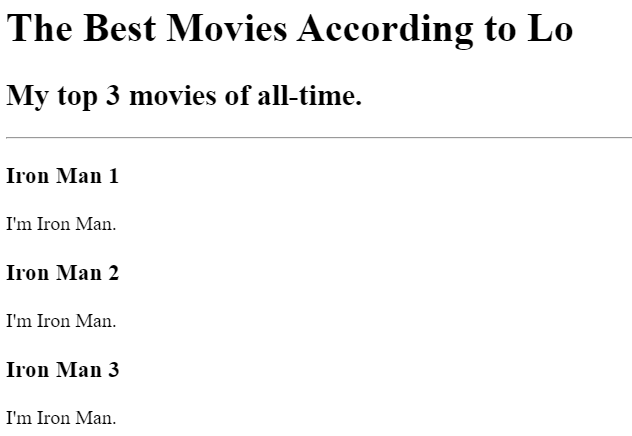 The Best Movies According to Lo
My top 3 movies of all-time.
Iron Man 1
I'm Iron Man.
Iron Man 2
I'm Iron Man.
Iron Man 3
I'm Iron Man.